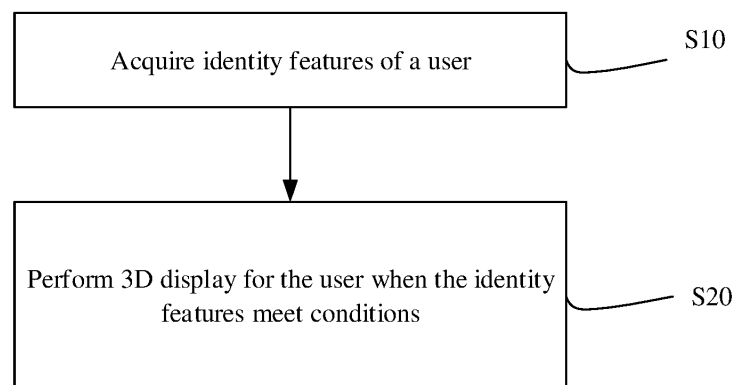 Acquire identity features of a user
S10
Perform 3D display for the user when the identity
features meet conditions
S20